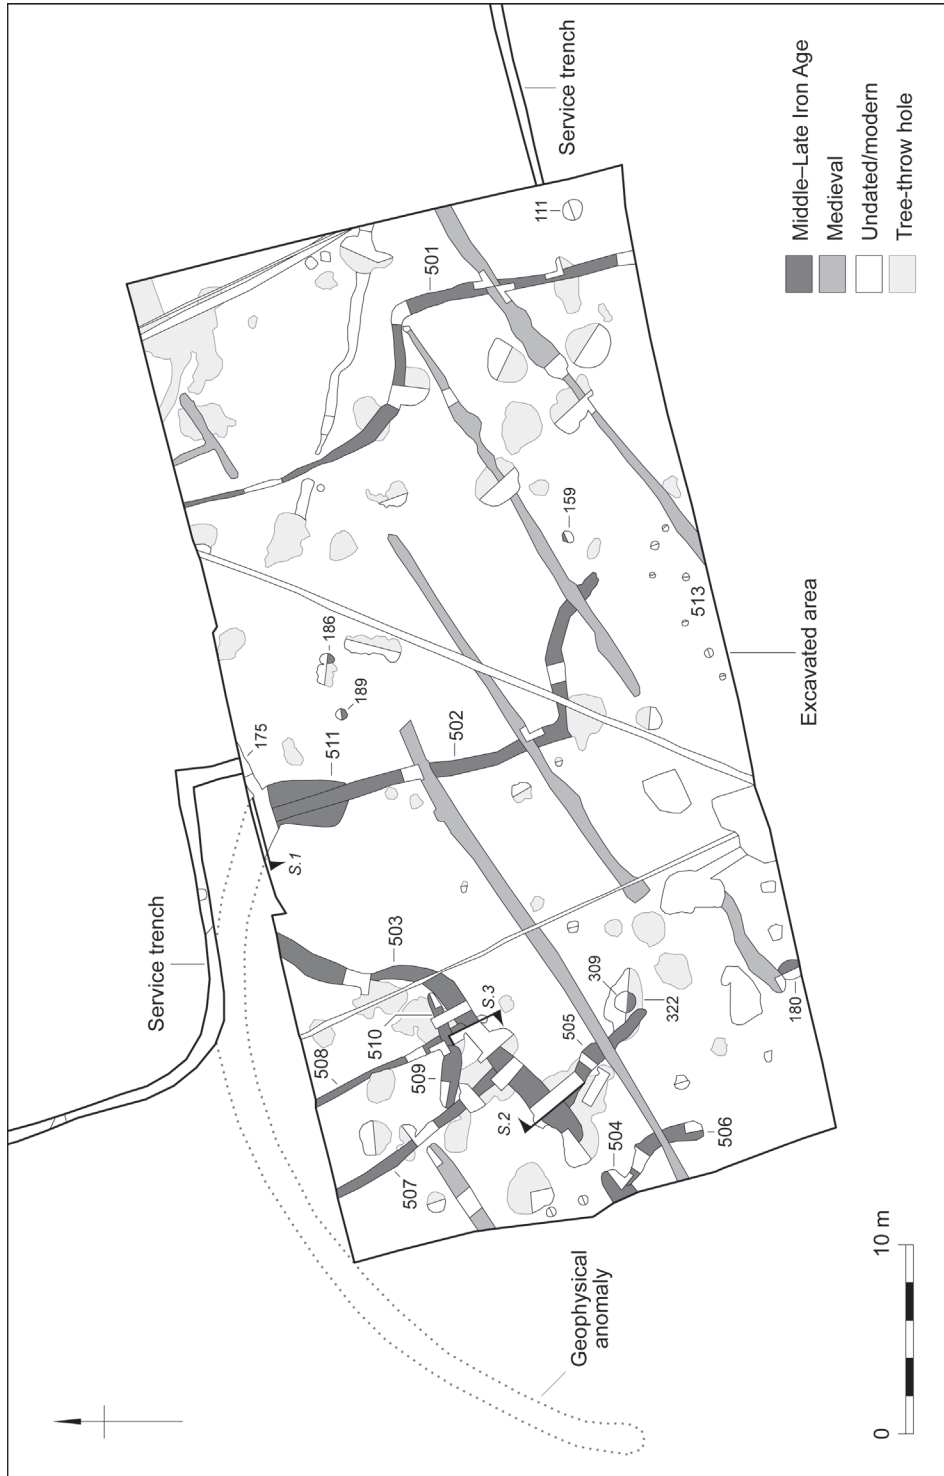 Service trench
111
501
Middle–Late Iron Age
Medieval
Undated/modern
Tree-throw hole
159
513
186
189
Excavated area
175
511
502
S.1
Service trench
503
S.3
309
322
180
508
510
509
505
S.2
504
506
507
Geophysical
anomaly
0
10 m